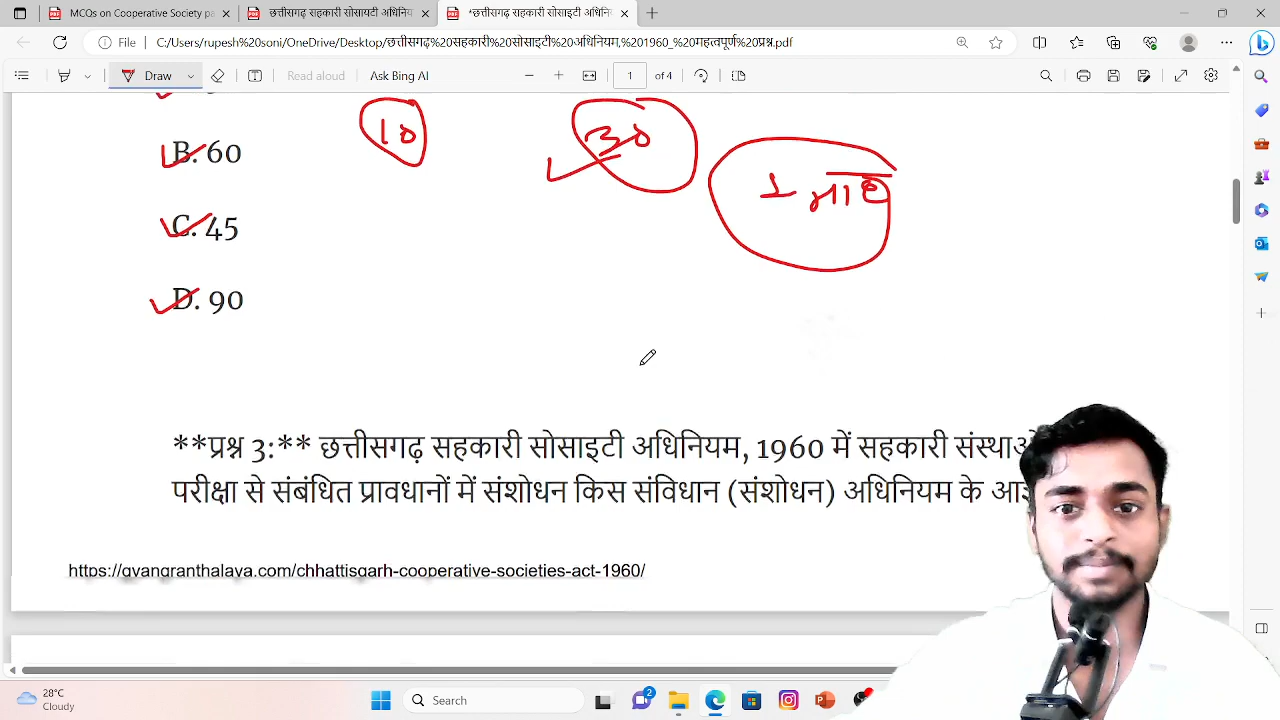 MCQs on Cooperative Society pa
छत्तीसगढ़ सहकारी सोसायटी अधिनिय
*छत्तीसगढ़ सहकारी सोसाइटी अधिनि
File C:/Users/rupesh%20soni/OneDrive/Desktop/छत्तीसगढ़%20सहकारी%20सोसाइटी%20अधिनियम,%201960_%20महत्वपूर्ण%20प्रश्न.pdf
Draw Read aloud Ask Bing AI 1 of 4
10 30
B. 60
1 माह
C. 45
D. 90
**प्रश्न 3:** छत्तीसगढ़ सहकारी सोसाइटी अधिनियम, 1960 में सहकारी
परीक्षा से संबंधित प्रावधानों में संशोधन किस संविधान (संशोधन) अधिनियम के
https://gyangranthalaya.com/chhattisgarh-cooperative-societies-act-1960/
28°C
Cloudy
Search
2